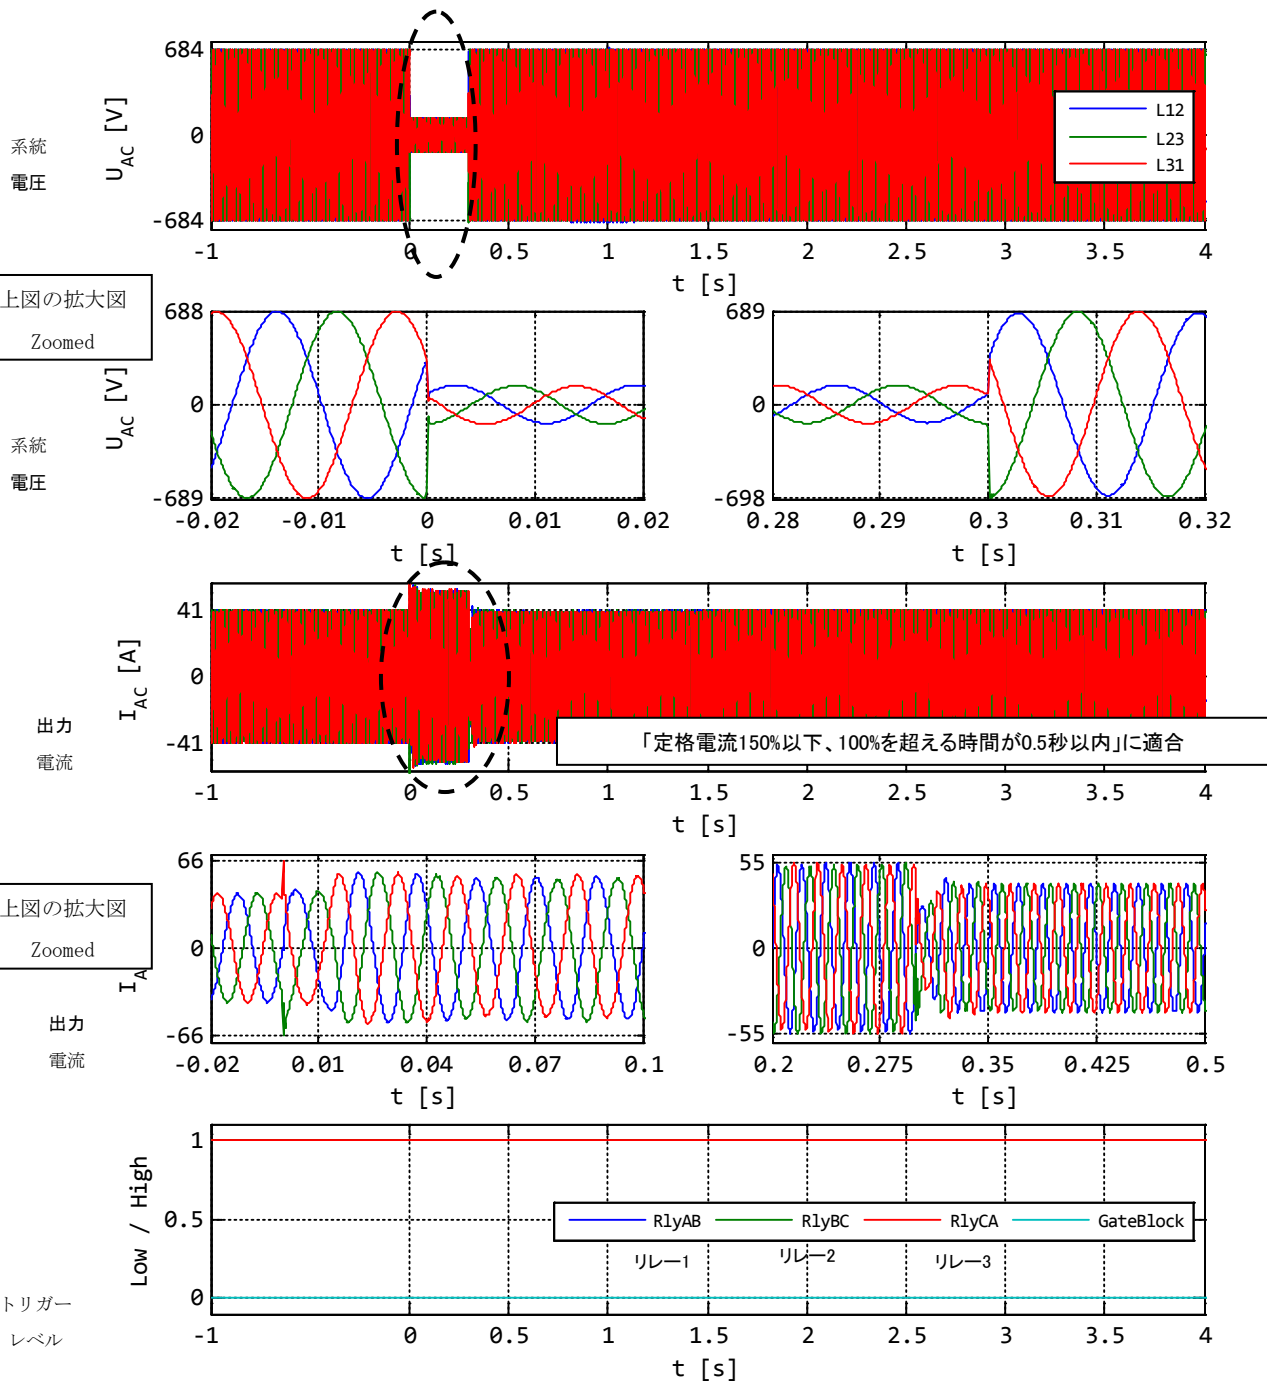 684
0
-684
U_AC [V]
系統
電圧
L12
L23
L31
-1
0
0.5
1
1.5
2
2.5
3
3.5
4
t [s]
上図の拡大図
Zoomed
688
0
-689
U_AC [V]
系統
電圧
-0.02
-0.01
0
0.01
0.02
t [s]
689
0
-698
0.28
0.29
0.3
0.31
0.32
t [s]
41
0
-41
I_AC [A]
出力
電流
「定格電流150%以下、100%を超える時間が0.5秒以内」に適合
-1
0
0.5
1
1.5
2
2.5
3
3.5
4
t [s]
上図の拡大図
Zoomed
66
0
-66
I_A
出力
電流
-0.02
0.01
0.04
0.07
0.1
t [s]
55
0
-55
0.2
0.275
0.35
0.425
0.5
t [s]
1
0.5
0
Low / High
RlyAB
RlyBC
RlyCA
GateBlock
リレー1
リレー2
リレー3
トリガー
レベル
-1
0
0.5
1
1.5
2
2.5
3
3.5
4
t [s]